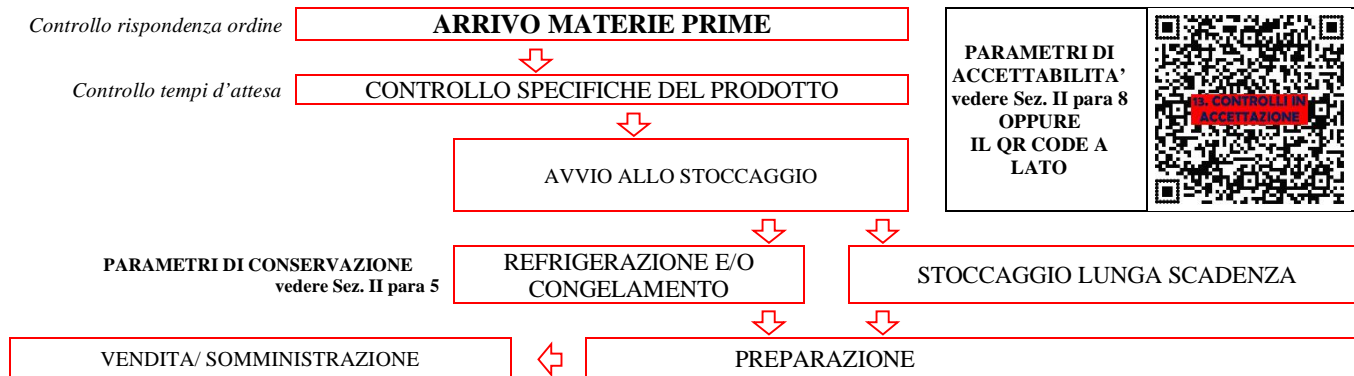 Controllo rispondenza ordine
ARRIVO MATERIE PRIME
Controllo tempi d'attesa
CONTROLLO SPECIFICHE DEL PRODOTTO
PARAMETRI DI
ACCETTABILITA'
vedere Sez. II para 8
OPPURE
IL QR CODE A
LATO
13. CONTROLLI IN
ACCETTAZIONE
AVVIO ALLO STOCCAGGIO
PARAMETRI DI CONSERVAZIONE
vedere Sez. II para 5
REFRIGERAZIONE E/O
CONGELAMENTO
STOCCAGGIO LUNGA SCADENZA
VENDITA/ SOMMINISTRAZIONE
PREPARAZIONE